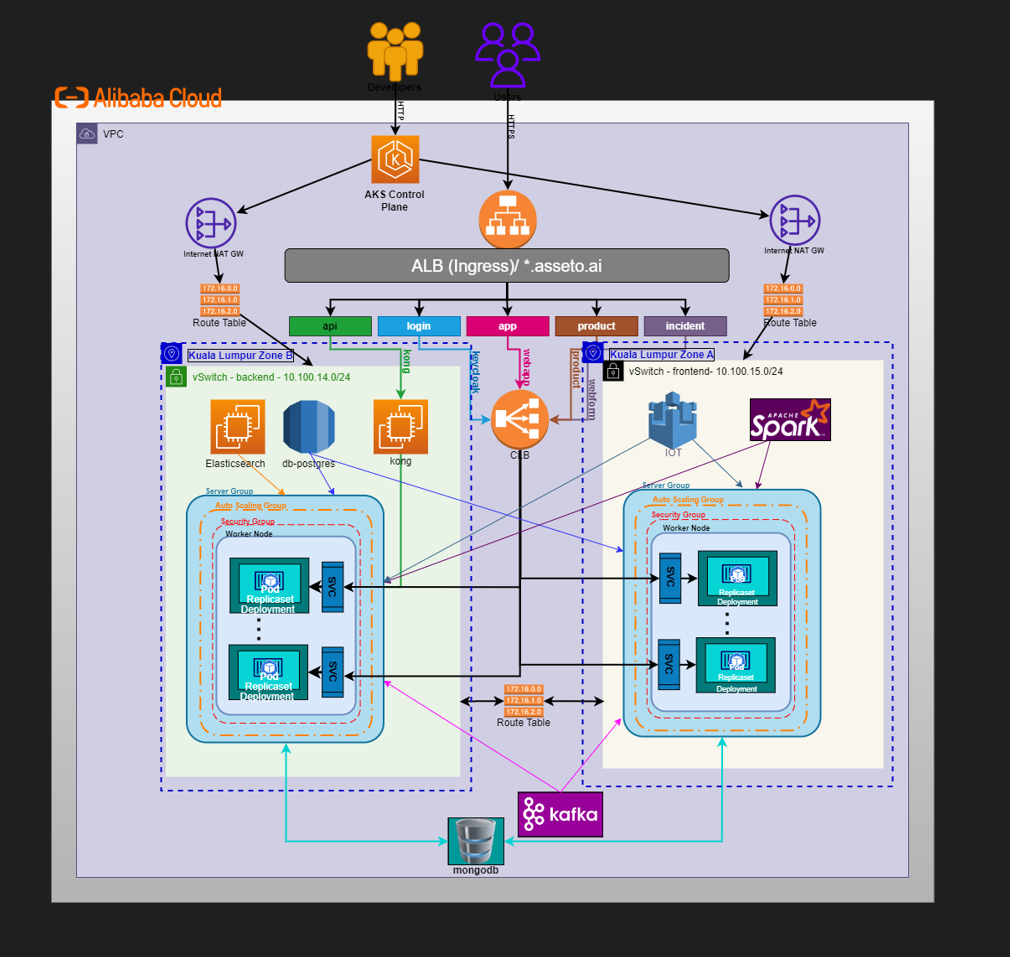 Developers
Users
Alibaba Cloud
HTTP
HTTPS
VPC
AKS Control
Plane
Internet NAT GW
Internet NAT GW
ALB (Ingress)/ *.asseto.ai
172.16.0.0
172.16.1.0
172.16.2.0
Route Table
172.16.0.0
172.16.1.0
172.16.2.0
Route Table
api
login
app
product
incident
Kuala Lumpur Zone B
kong
keycloak
webapp
product
webform
Kuala Lumpur Zone A
vSwitch - backend - 10.100.14.0/24
vSwitch - frontend- 10.100.15.0/24
Elasticsearch
db-postgres
kong
CLB
IOT
APACHE
Spark
Server Group
Auto Scaling Group
Security Group
Worker Node
Pod
Replicaset
Deployment
SVC
Pod
Replicaset
Deployment
SVC
Server Group
Auto Scaling Group
Security Group
Worker Node
SVC
Pod
Replicaset
Deployment
SVC
Pod
Replicaset
Deployment
172.16.0.0
172.16.1.0
172.16.2.0
Route Table
kafka
mongodb